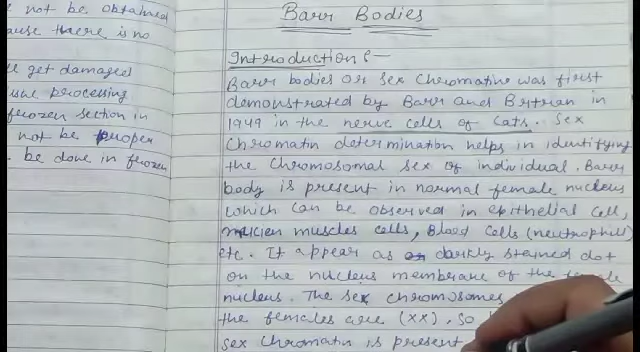 not be obtained
ause there is no
get damaged
processing
frozen section in
not be proper
be done in frozen
Barr Bodies
Introduction :-
Barr bodies or sex chromatine was first
demonstrated by Barr and Bertran in
1949 in the nerve cells of Cats. Sex
Chromatin determination helps in identifying
the Chromosomal sex of individual. Barr
body is present in normal female nucleus
which can be observed in epithelial cell,
muscles cells, Blood cells (neutrophils)
etc. It appear as darkly stained dot
on the nucleus membrane of the female
nucleus. The sex chromosomes
the females are (XX), so
sex chromatin is present